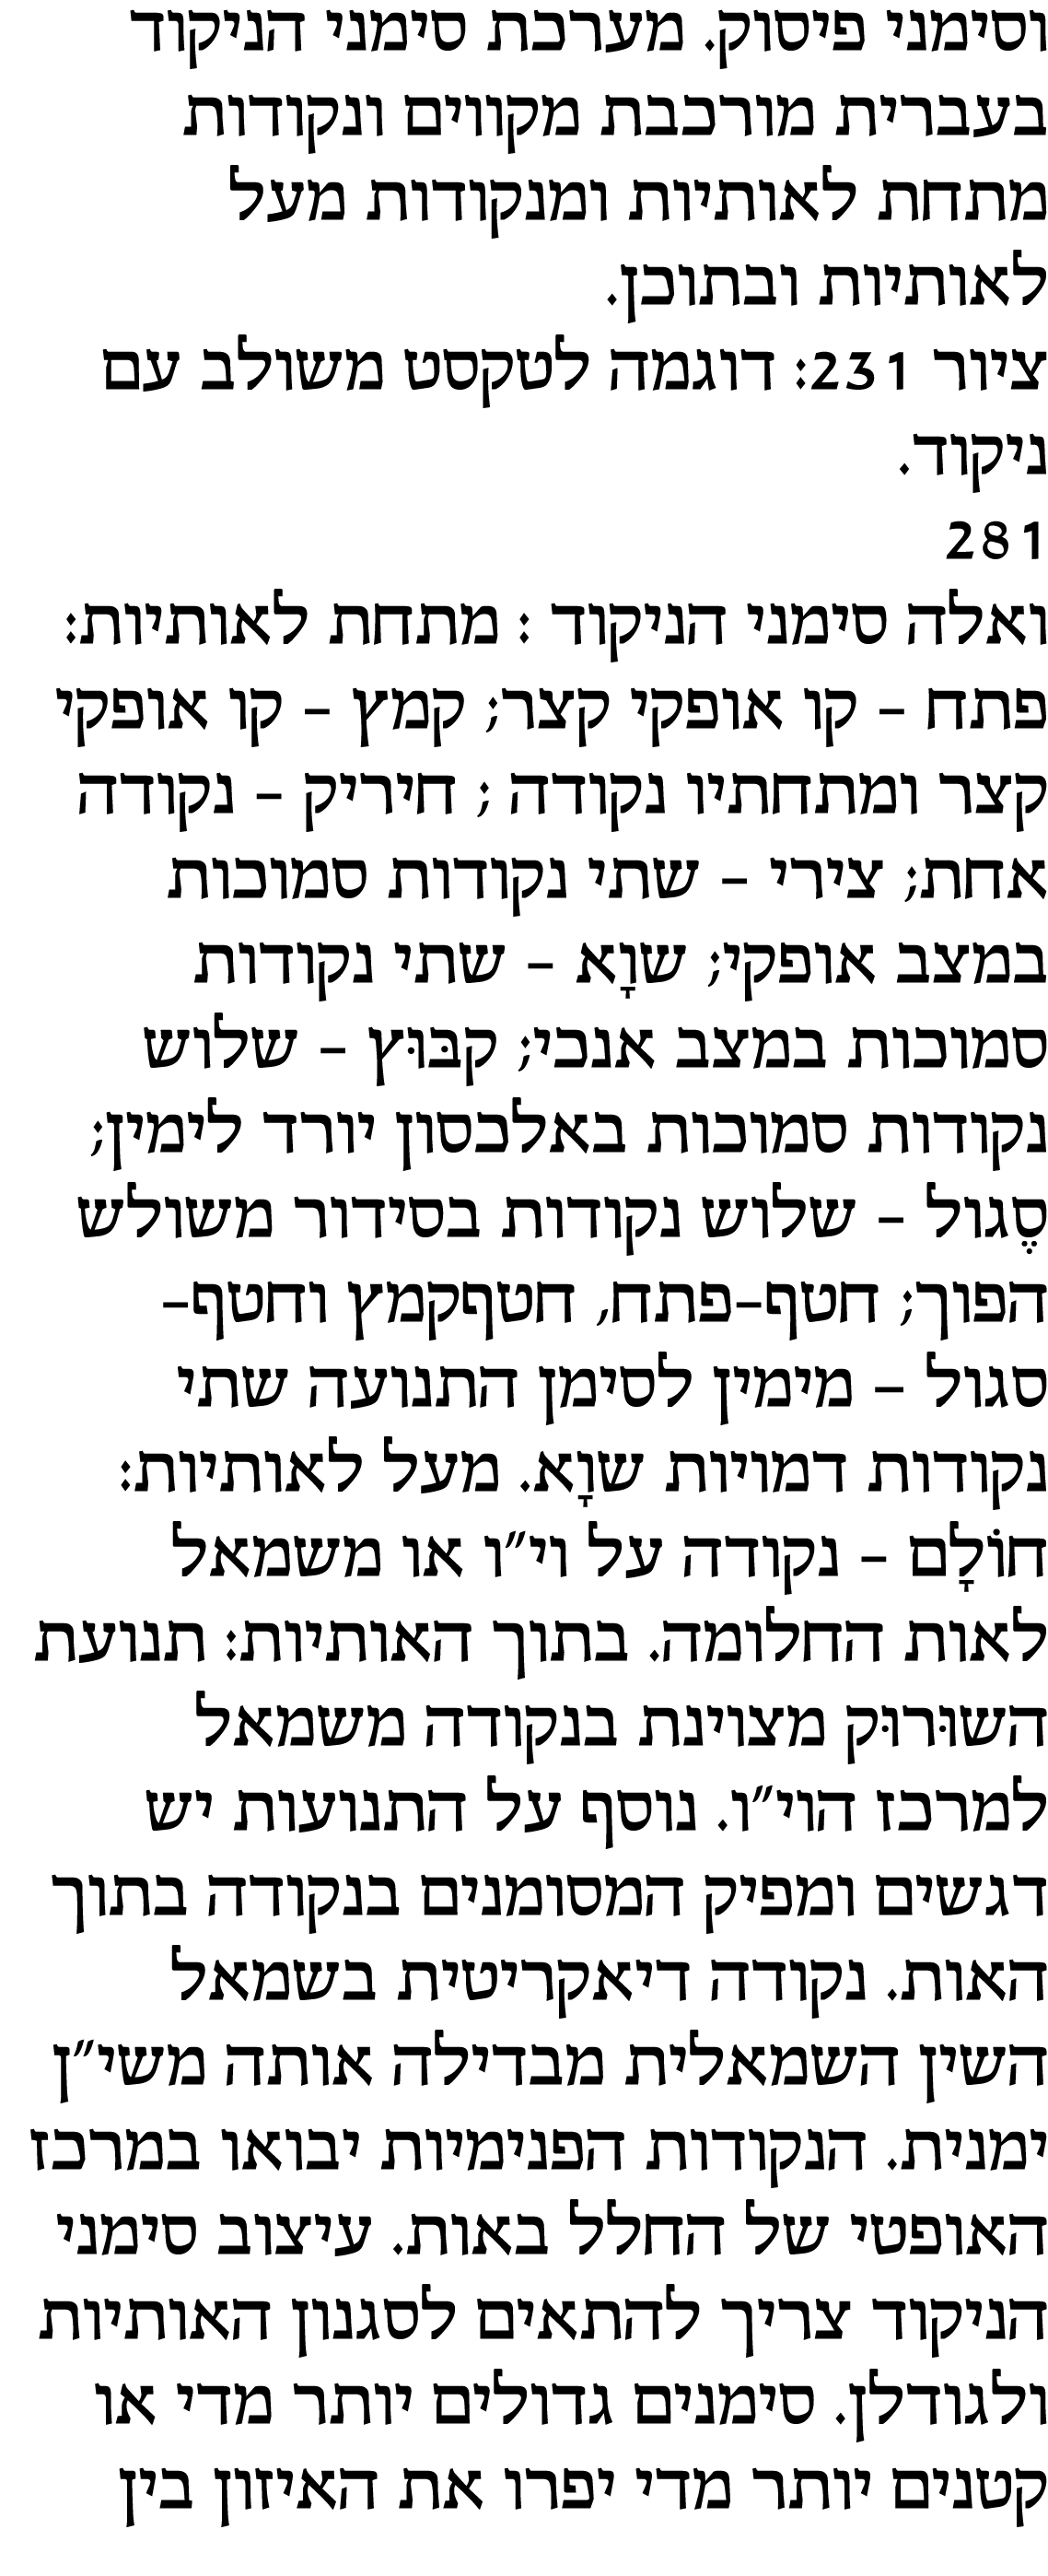 וסימני פיסוק. מערכת סימני הניקוד
בעברית מורכבת מקווים ונקודות
מתחת לאותיות ומנקודות מעל
לאותיות ובתוכן.
ציור 231: דוגמה לטקסט משולב עם
ניקוד.
281
ואלה סימני הניקוד : מתחת לאותיות:
פתח – קו אופקי קצר; קמץ – קו אופקי
קצר ומתחתיו נקודה ; חיריק – נקודה
אחת; צירי – שתי נקודות סמוכות
במצב אופקי; שוָא – שתי נקודות
סמוכות במצב אנכי; קבּוּץ – שלוש
נקודות סמוכות באלכסון יורד לימין;
סֶגול – שלוש נקודות בסידור משולש
הפוך; חטף–פתח, חטףקמץ וחטף–
סגול – מימין לסימן התנועה שתי
נקודות דמויות שוָא. מעל לאותיות:
חוֹלָם – נקודה על וי״ו או משמאל
לאות החלומה. בתוך האותיות: תנועת
השוּרוּק מצוינת בנקודה משמאל
למרכז הוי״ו. נוסף על התנועות יש
דגשים ומפיק המסומנים בנקודה בתוך
האות. נקודה דיאקריטית בשמאל
השין השמאלית מבדילה אותה משי״ן
ימנית. הנקודות הפנימיות יבואו במרכז
האופטי של החלל באות. עיצוב סימני
הניקוד צריך להתאים לסגנון האותיות
ולגודלן. סימנים גדולים יותר מדי או
קטנים יותר מדי יפרו את האיזון בין